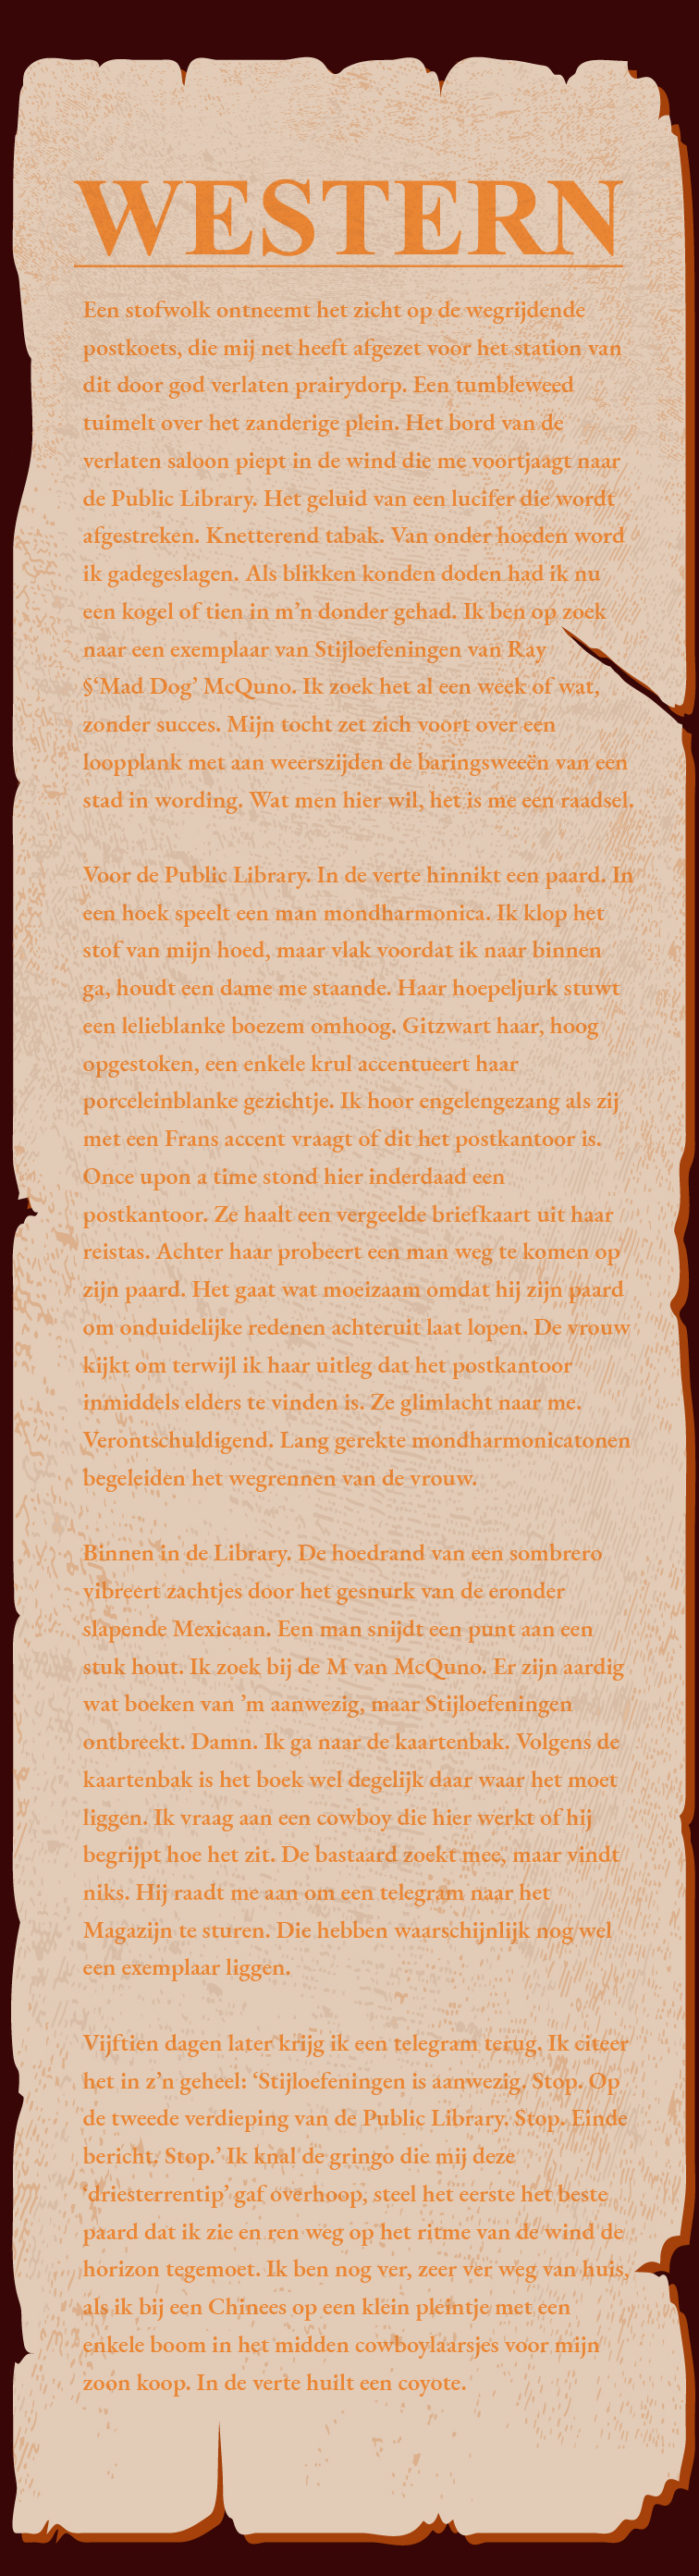 WESTERN
Een stofwolk ontneemt het zicht op de wegrijdende
postkoets, die mij net heeft afgezet voor het station van
dit door god verlaten prairydorp. Een tumbleweed
tuimelt over het zanderige plein. Het bord van de
verlaten saloon piept in de wind die me voortjaagt naar
de Public Library. Het geluid van een lucifer die wordt
afgestreken. Knetterend tabak. Van onder hoeden word
ik gadegeslagen. Als blikken konden doden had ik nu
een kogel of tien in m’n donder gehad. Ik ben op zoek
naar een exemplaar van Stijloefeningen van Ray
§‘Mad Dog’ McQuno. Ik zoek het al een week of wat,
zonder succes. Mijn tocht zet zich voort over een
loopplank met aan weerszijden de baringsweeën van een
stad in wording. Wat men hier wil, het is me een raadsel.
Voor de Public Library. In de verte hinnikt een paard. In
een hoek speelt een man mondharmonica. Ik klop het
stof van mijn hoed, maar vlak voordat ik naar binnen
ga, houdt een dame me staande. Haar hoepeljurk stuwt
een lelieblanke boezem omhoog. Gitzwart haar, hoog
opgestoken, een enkele krul accentueert haar
porceleinblanke gezichtje. Ik hoor engelengezang als zij
met een Frans accent vraagt of dit het postkantoor is.
Once upon a time stond hier inderdaad een
postkantoor. Ze haalt een vergeelde briefkaart uit haar
reistas. Achter haar probeert een man weg te komen op
zijn paard. Het gaat wat moeizaam omdat hij zijn paard
om onduidelijke redenen achteruit laat lopen. De vrouw
kijkt om terwijl ik haar uitleg dat het postkantoor
inmiddels elders te vinden is. Ze glimlacht naar me.
Verontschuldigend. Lang gerekte mondharmonicatonen
begeleiden het wegrennen van de vrouw.
Binnen in de Library. De hoedrand van een sombrero
vibreert zachtjes door het gesnurk van de eronder
slapende Mexicaan. Een man snijdt een punt aan een
stuk hout. Ik zoek bij de M van McQuno. Er zijn aardig
wat boeken van ’m aanwezig, maar Stijloefeningen
ontbreekt. Damn. Ik ga naar de kaartenbak. Volgens de
kaartenbak is het boek wel degelijk daar waar het moet
liggen. Ik vraag aan een cowboy die hier werkt of hij
begrijpt hoe het zit. De bastaard zoekt mee, maar vindt
niks. Hij raadt me aan om een telegram naar het
Magazijn te sturen. Die hebben waarschijnlijk nog wel
een exemplaar liggen.
Vijftien dagen later krijg ik een telegram terug. Ik citeer
het in z’n geheel: ‘Stijloefeningen is aanwezig. Stop. Op
de tweede verdieping van de Public Library. Stop. Einde
bericht. Stop.’ Ik knal de gringo die mij deze
‘driesterrentip’ gaf overhoop, steel het eerste het beste
paard dat ik zie en ren weg op het ritme van de wind de
horizon tegemoet. Ik ben nog ver, zeer ver weg van huis,
als ik bij een Chinees op een klein pleintje met een
enkele boom in het midden cowboylaarsjes voor mijn
zoon koop. In de verte huilt een coyote.